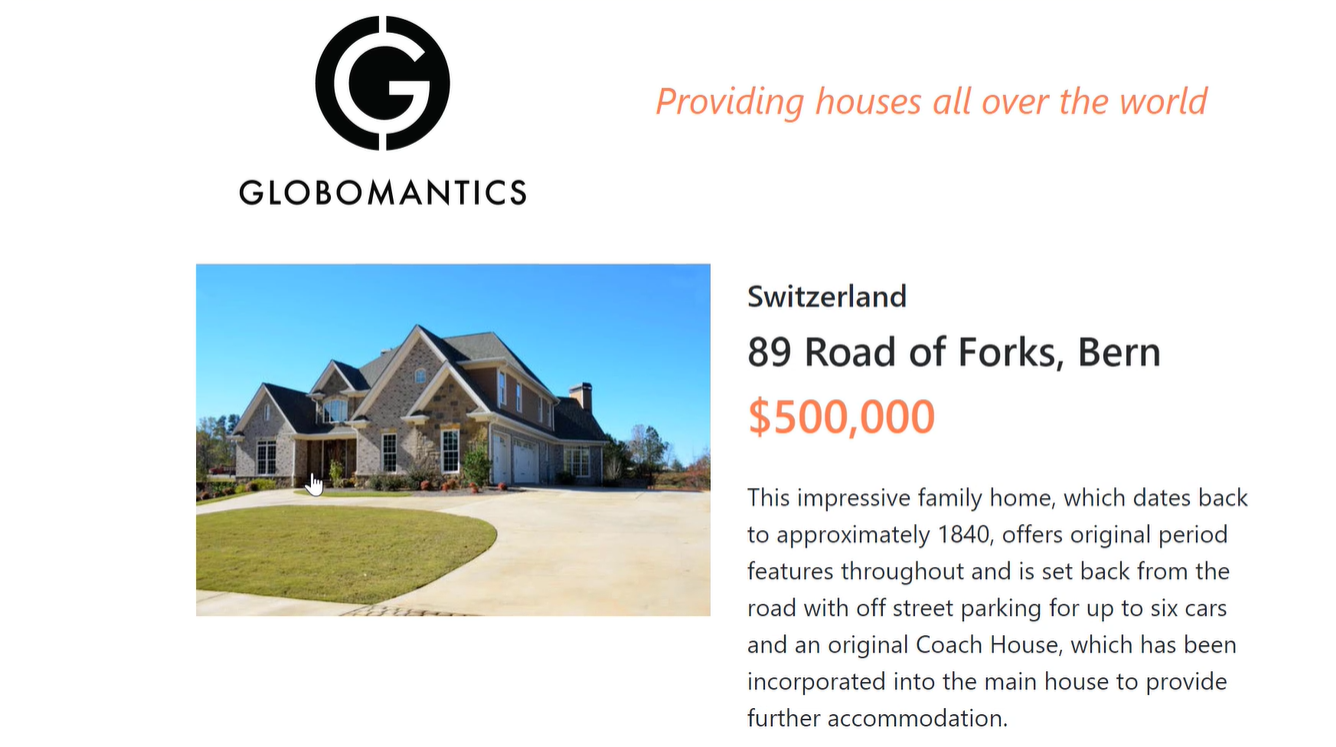 GLOBOMANTICS
Providing houses all over the world
Switzerland
89 Road of Forks, Bern
$500,000
This impressive family home, which dates back
to approximately 1840, offers original period
features throughout and is set back from the
road with off street parking for up to six cars
and an original Coach House, which has been
incorporated into the main house to provide
further accommodation.